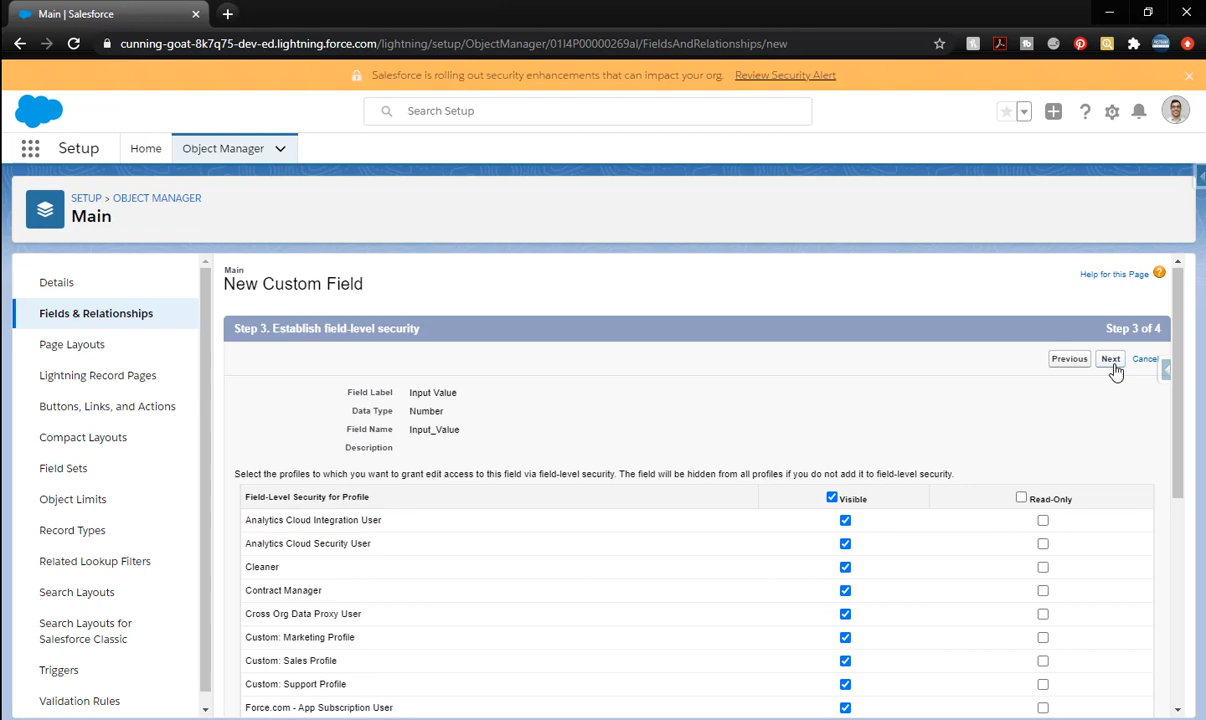 Main | Salesforce
cunning-goat-8k7q75-dev-ed.lightning.force.com/lightning/setup/ObjectManager/01I4P00000269al/FieldsAndRelationships/new
Salesforce is rolling out security enhancements that can impact your org. Review Security Alert
Search Setup
Setup
Home
Object Manager
SETUP > OBJECT MANAGER
Main
Details
Fields & Relationships
Page Layouts
Lightning Record Pages
Buttons, Links, and Actions
Compact Layouts
Field Sets
Object Limits
Record Types
Related Lookup Filters
Search Layouts
Search Layouts for
Salesforce Classic
Triggers
Validation Rules
Main
New Custom Field
Help for this Page
Step 3. Establish field-level security
Step 3 of 4
Previous
Next
Cancel
Field Label Input Value
Data Type Number
Field Name Input_Value
Description
Select the profiles to which you want to grant edit access to this field via field-level security. The field will be hidden from all profiles if you do not add it to field-level security.
Field-Level Security for Profile Visible Read-Only
Analytics Cloud Integration User
Analytics Cloud Security User
Cleaner
Contract Manager
Cross Org Data Proxy User
Custom: Marketing Profile
Custom: Sales Profile
Custom: Support Profile
Force.com - App Subscription User